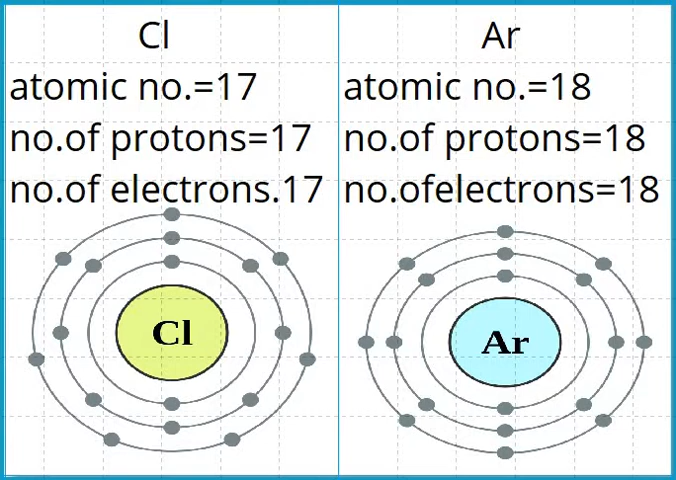 Cl
atomic no.=17
no.of protons=17
no.of electrons.17
Cl
Ar
atomic no.=18
no.of protons=18
no.ofelectrons=18
Ar